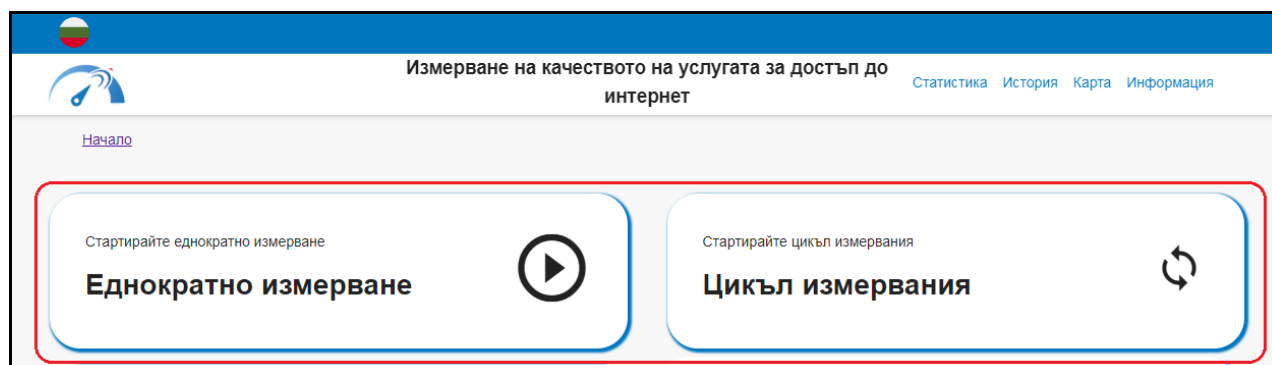 Измерване на качеството на услугата за достъп до
интернет
Статистика История Карта Информация
Начало
Стартирайте еднократно измерване
Еднократно измерване
Стартирайте цикъл измервания
Цикъл измервания